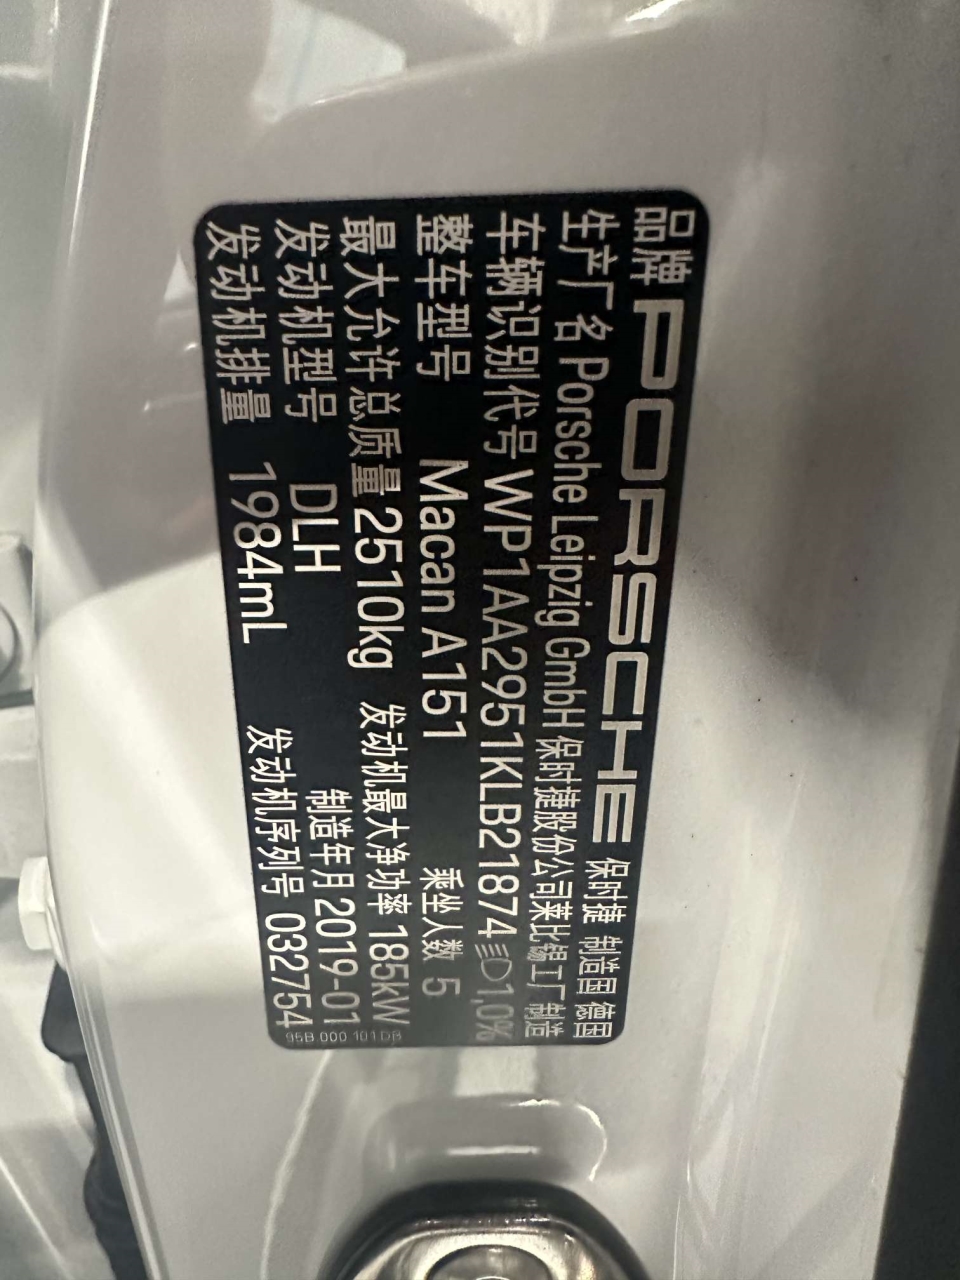 品牌 PORSCHE 保时捷 制造国 德国
生产厂名 Porsche Leipzig GmbH 保时捷股份公司莱比锡工厂 制造
车辆识别代号 WP1AA2951KLB21874 1,0%
整车型号 Macan A151 乘坐人数 5
最大允许总质量 2510kg 发动机最大净功率 185kW
发动机型号 DLH 制造年月 2019-01
发动机排量 1984mL 发动机序列号 032754
95B 000 101 DB